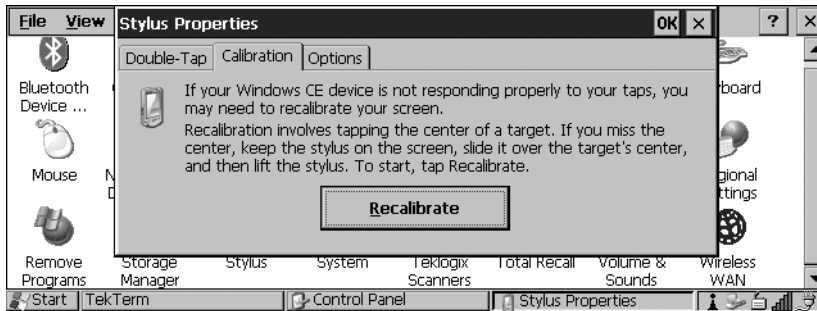 File View Stylus Properties OK × ? ×
Double-Tap Calibration Options
Bluetooth
Device ...
If your Windows CE device is not responding properly to your taps, you
may need to recalibrate your screen.
Recalibration involves tapping the center of a target. If you miss the
center, keep the stylus on the screen, slide it over the target's center,
and then lift the stylus. To start, tap Recalibrate.
Recalibrate
Mouse
Remove
Programs
Storage
Manager
Stylus
System
Teklogix
Scanners
Total Recall
Volume &
Sounds
Wireless
WAN
Start TekTerm Control Panel Stylus Properties